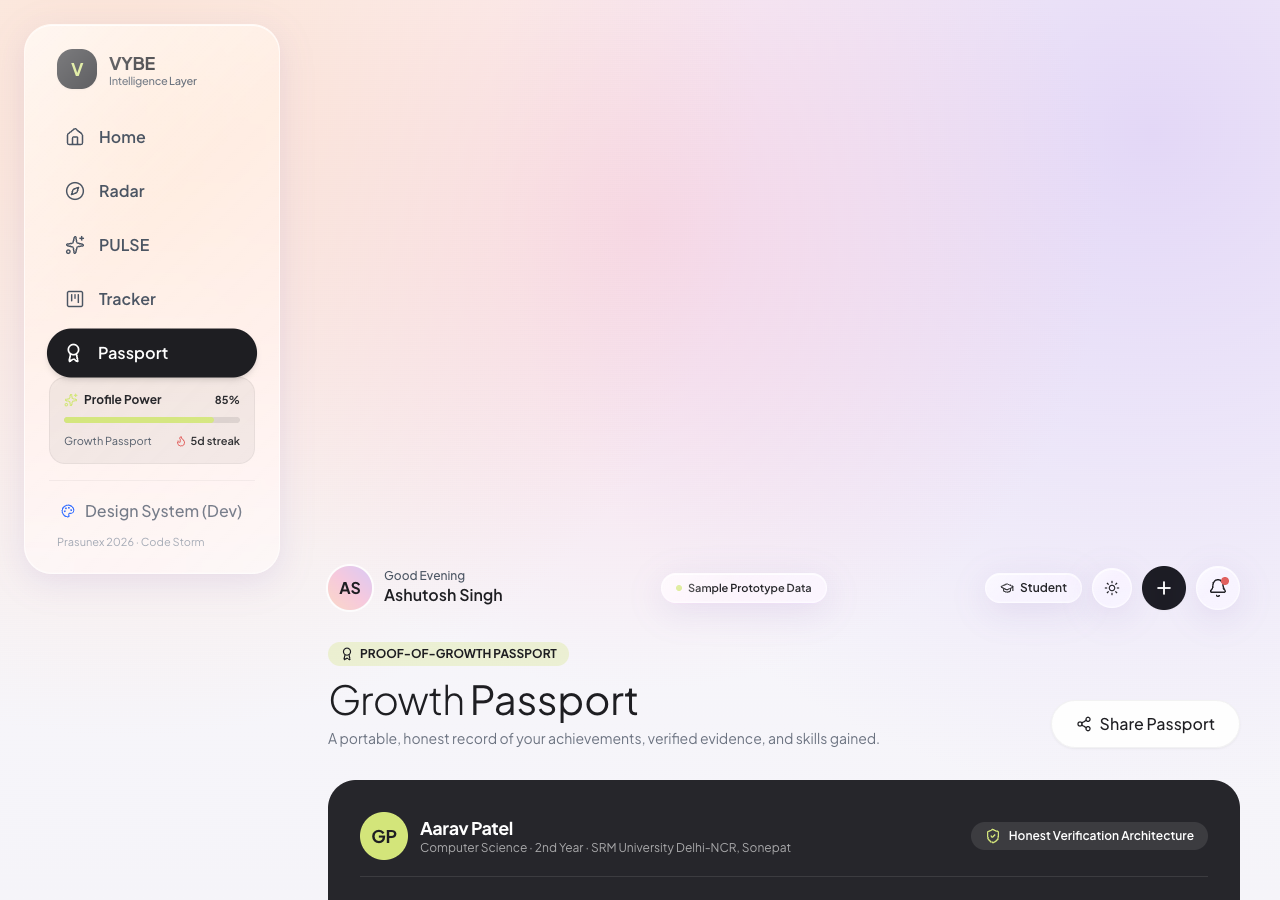 V
VYBE
Intelligence Layer
Home
Radar
PULSE
Tracker
Passport
Profile Power 85%
Growth Passport 5d streak
Design System (Dev)
Prasunex 2026 · Code Storm
AS
Good Evening
Ashutosh Singh
Sample Prototype Data
Student
PROOF-OF-GROWTH PASSPORT
Growth Passport
A portable, honest record of your achievements, verified evidence, and skills gained.
Share Passport
GP
Aarav Patel
Computer Science · 2nd Year · SRM University Delhi-NCR, Sonepat
Honest Verification Architecture